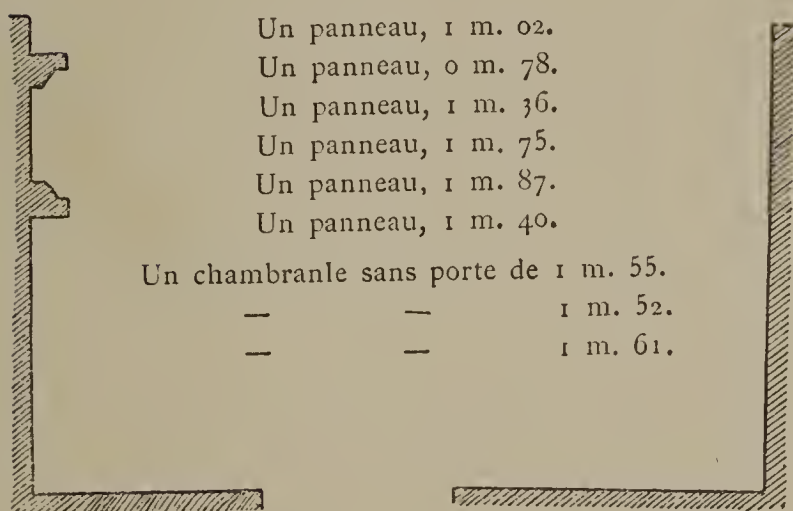 Un panneau, 1 m. 02.
Un panneau, 0 m. 78.
Un panneau, 1 m. 36.
Un panneau, 1 m. 75.
Un panneau, 1 m. 87.
Un panneau, 1 m. 40.
Un chambranle sans porte de 1 m. 55.
— — 1 m. 52.
— — 1 m. 61.